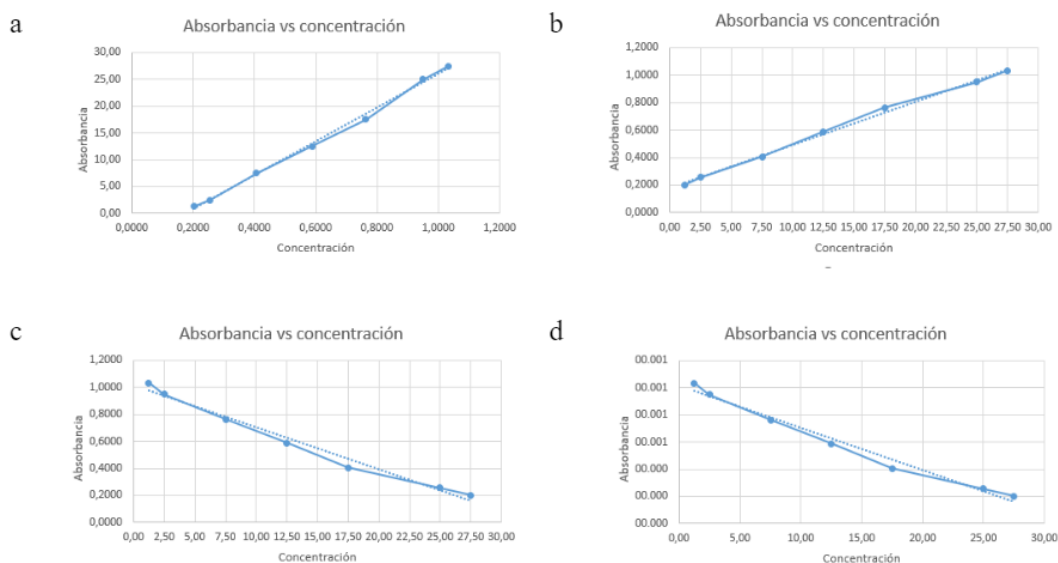 a
Absorbancia vs concentración
30,00
25,00
20,00
15,00
10,00
5,00
0,00
Absorbancia
0,0000 0,2000 0,4000 0,6000 0,8000 1,0000 1,2000
Concentración
b
Absorbancia vs concentración
1,2000
1,0000
0,8000
0,6000
0,4000
0,2000
0,0000
Absorbancia
0,00 2,50 5,00 7,50 10,00 12,50 15,00 17,50 20,00 22,50 25,00 27,50 30,00
Concentración
c
Absorbancia vs concentración
1,2000
1,0000
0,8000
0,6000
0,4000
0,2000
0,0000
Absorbancia
0,00 2,50 5,00 7,50 10,00 12,50 15,00 17,50 20,00 22,50 25,00 27,50 30,00
Concentración
d
Absorbancia vs concentración
00.001
00.001
00.001
00.001
00.000
00.000
00.000
Absorbancia
0,00 5,00 10,00 15,00 20,00 25,00 30,00
Concentración